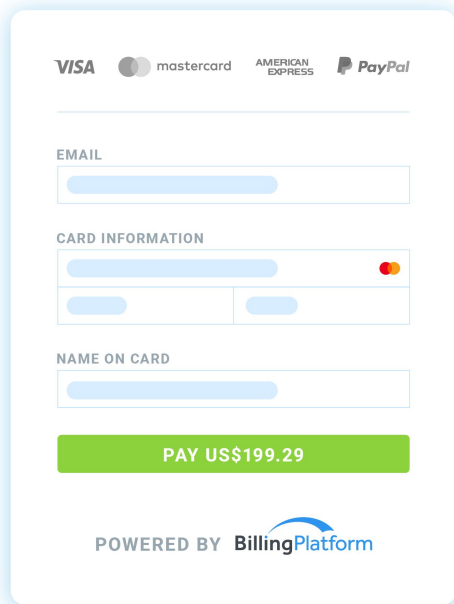 VISA mastercard AMERICAN EXPRESS PayPal
EMAIL
CARD INFORMATION
NAME ON CARD
PAY US$199.29
POWERED BY BillingPlatform